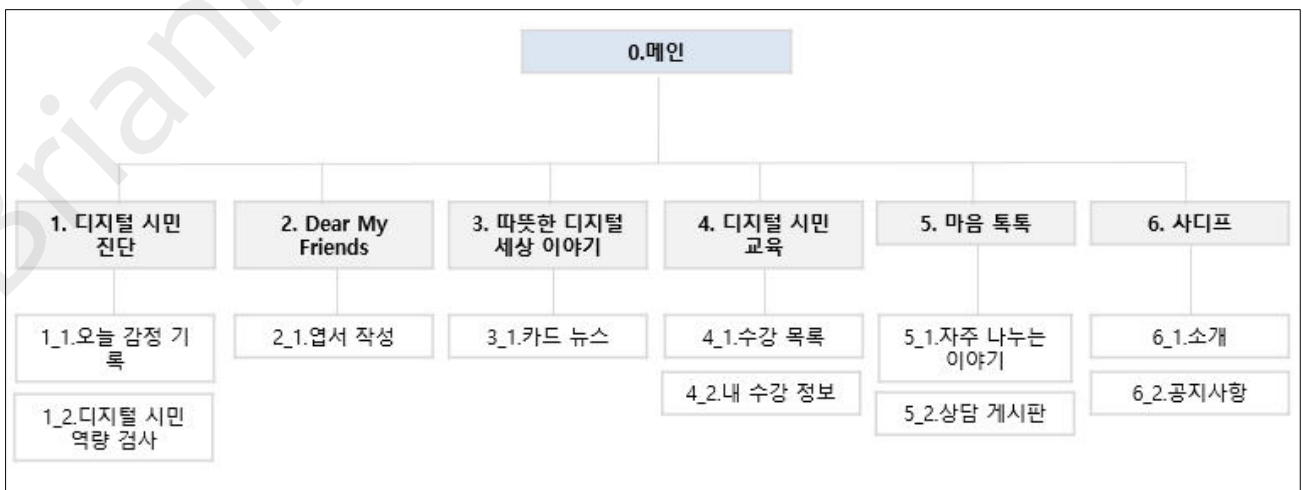 0.메인
1. 디지털 시민
진단
2. Dear My
Friends
3. 따뜻한 디지털
세상 이야기
4. 디지털 시민
교육
5. 마음 톡톡
6. 사디프
1_1.오늘 감정 기
록
1_2.디지털 시민
역량 검사
2_1.엽서 작성
3_1.카드 뉴스
4_1.수강 목록
4_2.내 수강 정보
5_1.자주 나누는
이야기
5_2.상담 게시판
6_1.소개
6_2.공지사항
Brian